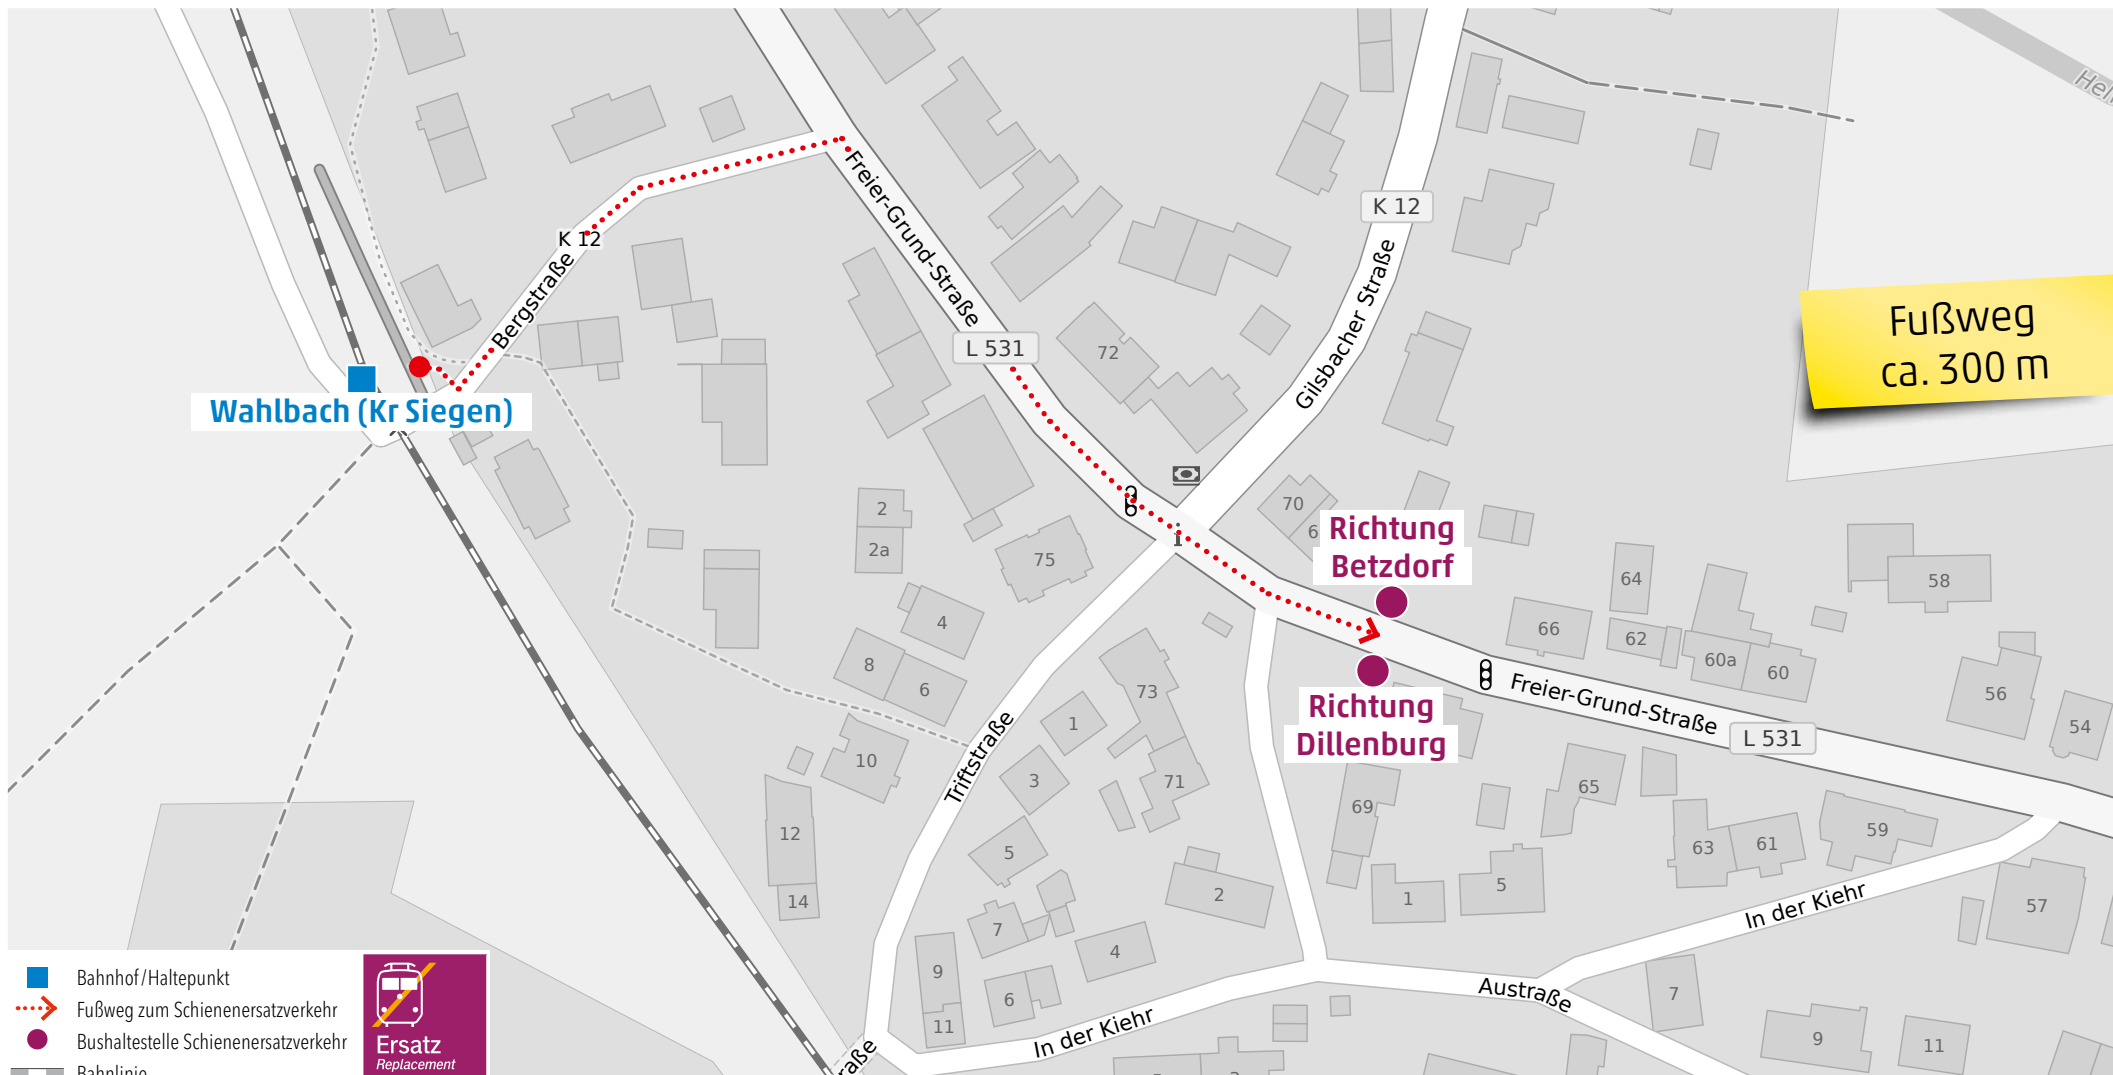 K 12
Bergstraße
Freier-Grund-Straße
L 531
K 12
Gilsbacher Straße
Fußweg
ca. 300 m
Wahlbach (Kr Siegen)
72
70
6
Richtung
Betzdorf
2
2a
75
4
8
6
10
12
14
64
58
66
62
60a
60
56
54
Richtung
Dillenburg
Freier-Grund-Straße
L 531
73
1
3
71
Triftstraße
5
69
65
63
61
59
57
7
2
1
5
4
9
6
11
In der Kiehr
Austraße
In der Kiehr
7
9
11
raße
Bahnhof/Haltepunkt
Fußweg zum Schienenersatzverkehr
Bushaltestelle Schienenersatzverkehr
Bahnlinie
Ersatz
Replacement